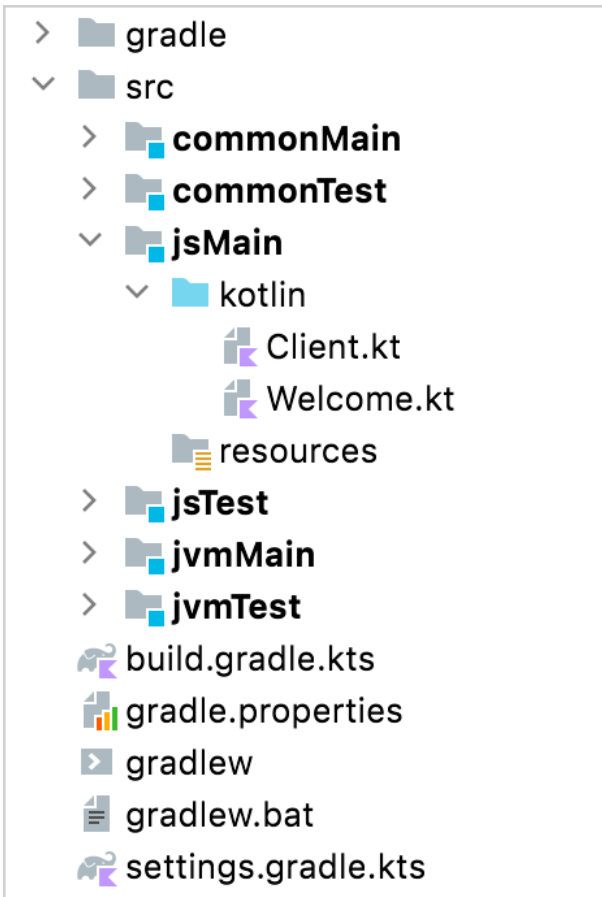 gradle
src
commonMain
commonTest
jsMain
kotlin
Client.kt
Welcome.kt
resources
jsTest
jvmMain
jvmTest
build.gradle.kts
gradle.properties
gradlew
gradlew.bat
settings.gradle.kts